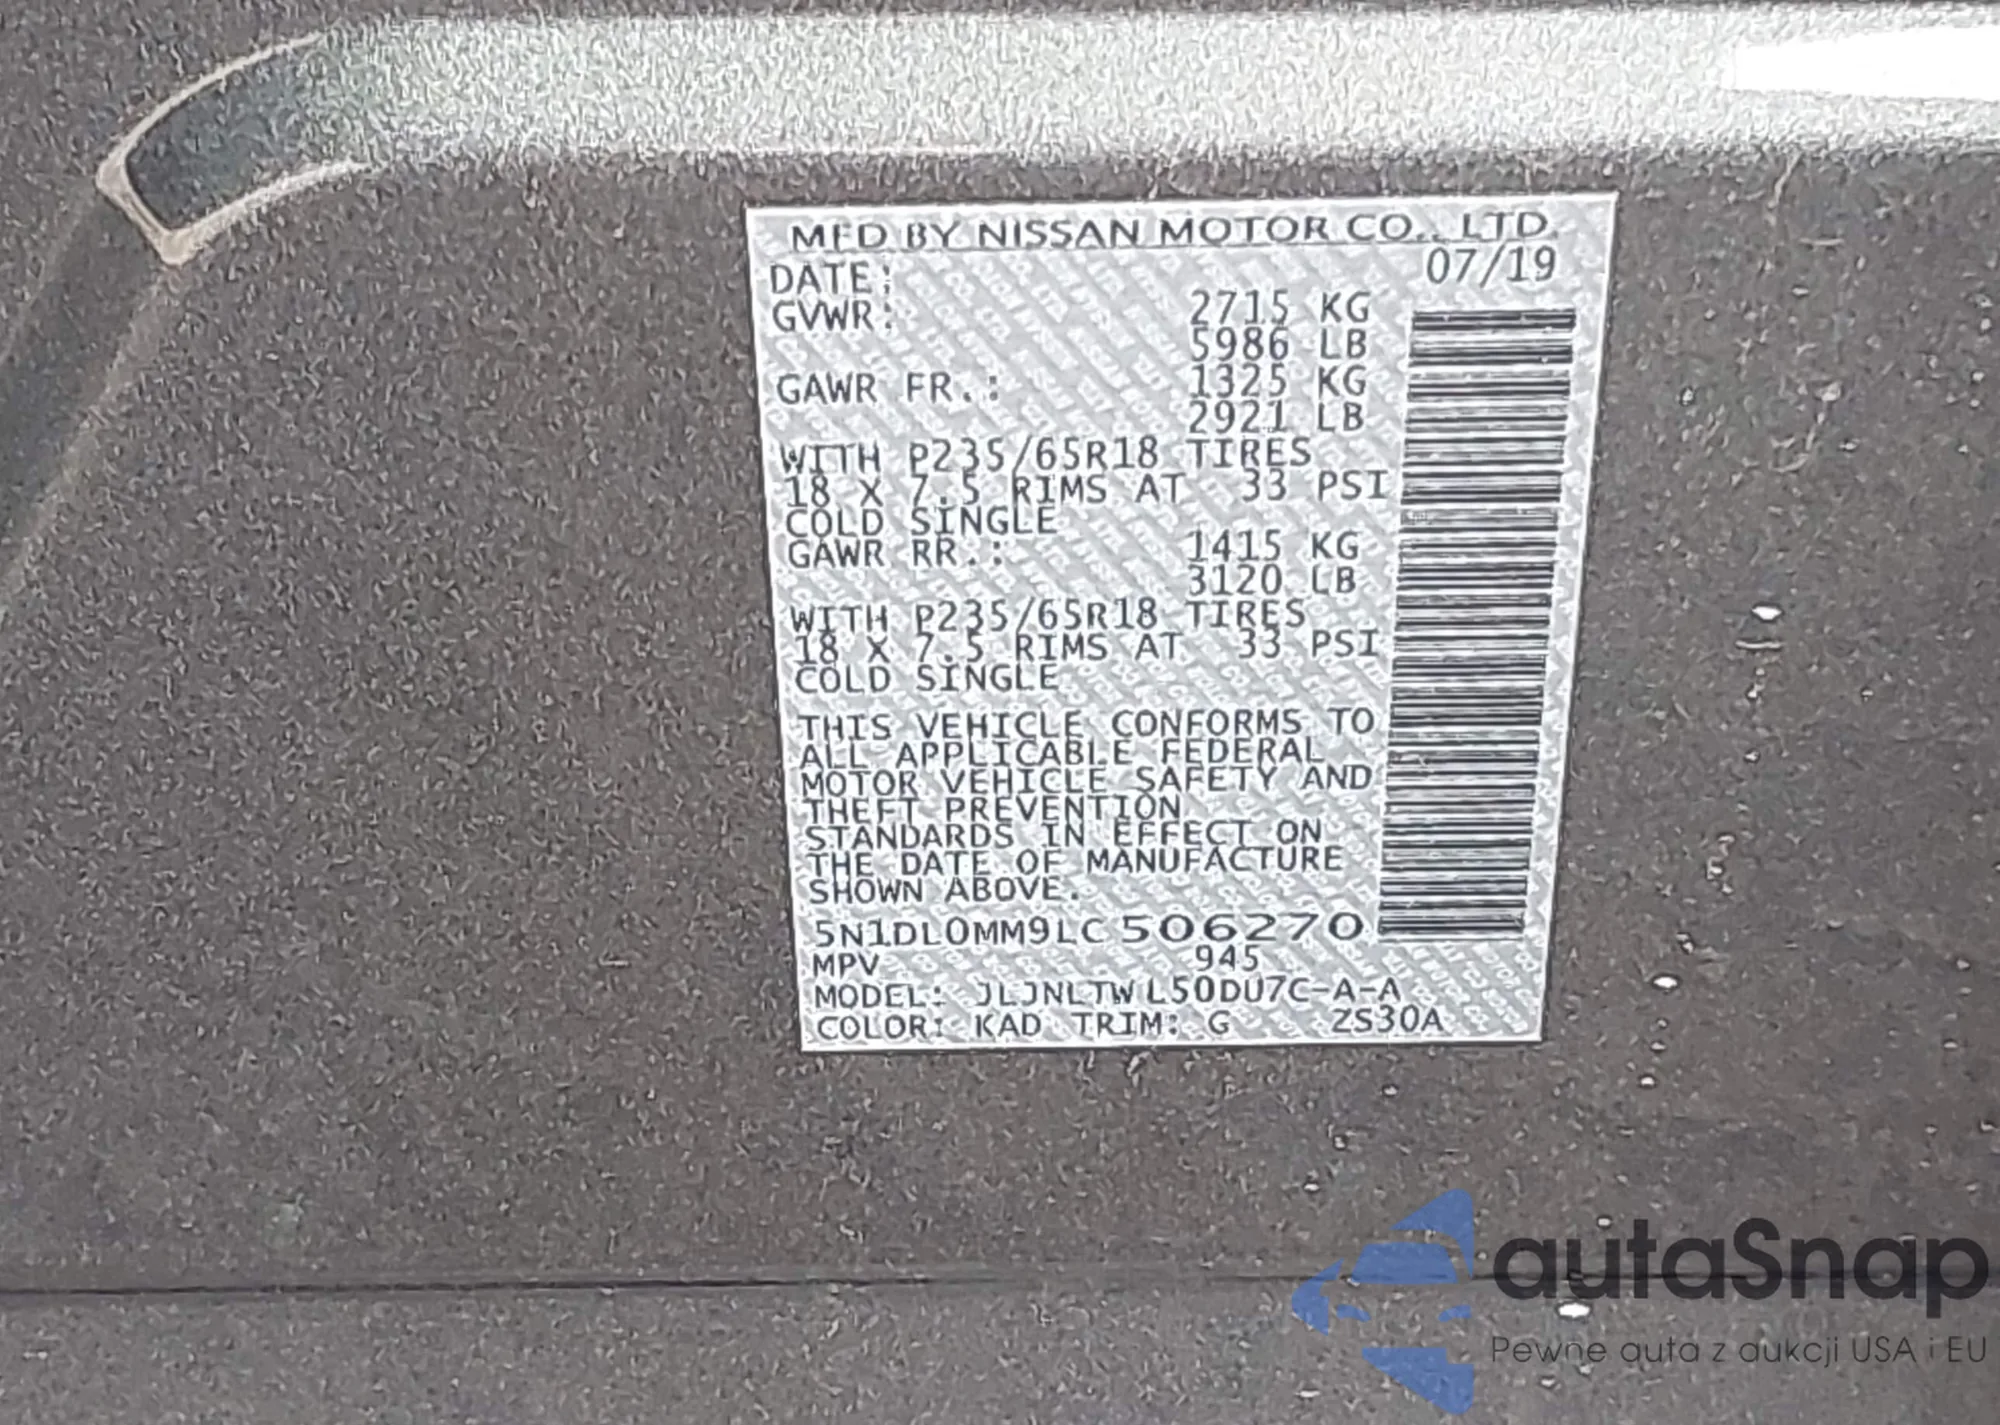 MFD BY NISSAN MOTOR CO., LTD.
DATE: 07/19
GVWR: 2715 KG
5986 LB
GAWR FR.: 1325 KG
2921 LB
WITH P235/65R18 TIRES
18 X 7.5 RIMS AT 33 PSI
COLD SINGLE
GAWR RR.: 1415 KG
3120 LB
WITH P235/65R18 TIRES
18 X 7.5 RIMS AT 33 PSI
COLD SINGLE
THIS VEHICLE CONFORMS TO
ALL APPLICABLE FEDERAL
MOTOR VEHICLE SAFETY AND
THEFT PREVENTION
STANDARDS IN EFFECT ON
THE DATE OF MANUFACTURE
SHOWN ABOVE.
5N1DL0MM9LC506270
MPV 945
MODEL: JLJNLTWL50DU7C-A-A
COLOR: KAD TRIM: G ZS30A
autaSnap
Pewne auta z aukcji USA i EU